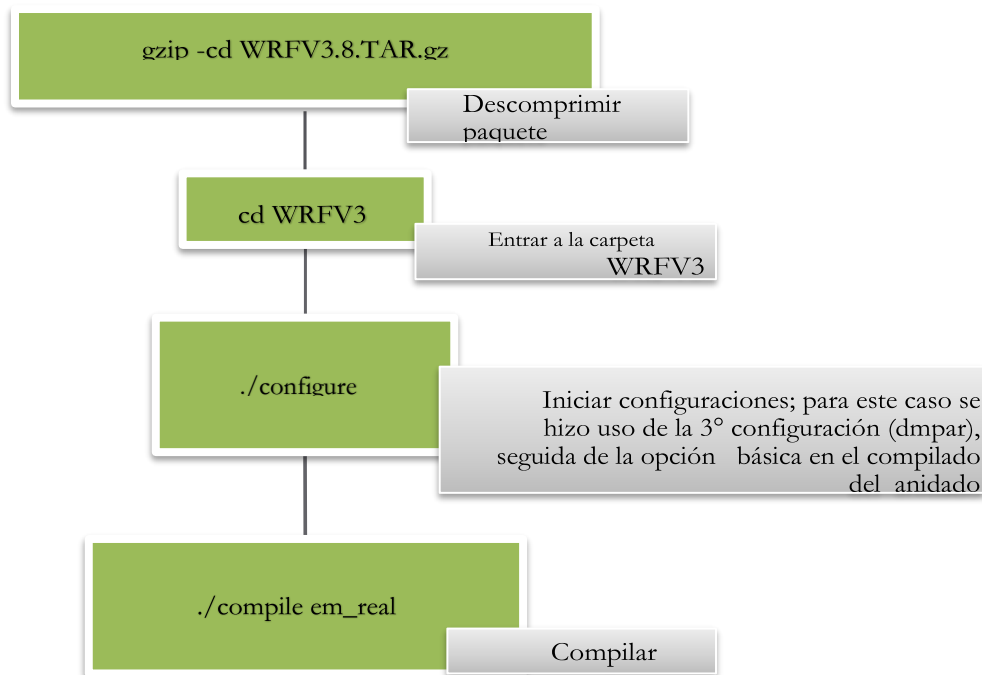 gzip -cd WRFV3.8.TAR.gz
Descomprimir
paquete
cd WRFV3
Entrar a la carpeta
WRFV3
./configure
Iniciar configuraciones; para este caso se
hizo uso de la 3° configuración (dmpar),
seguida de la opción básica en el compilado
del anidado
./compile em_real
Compilar